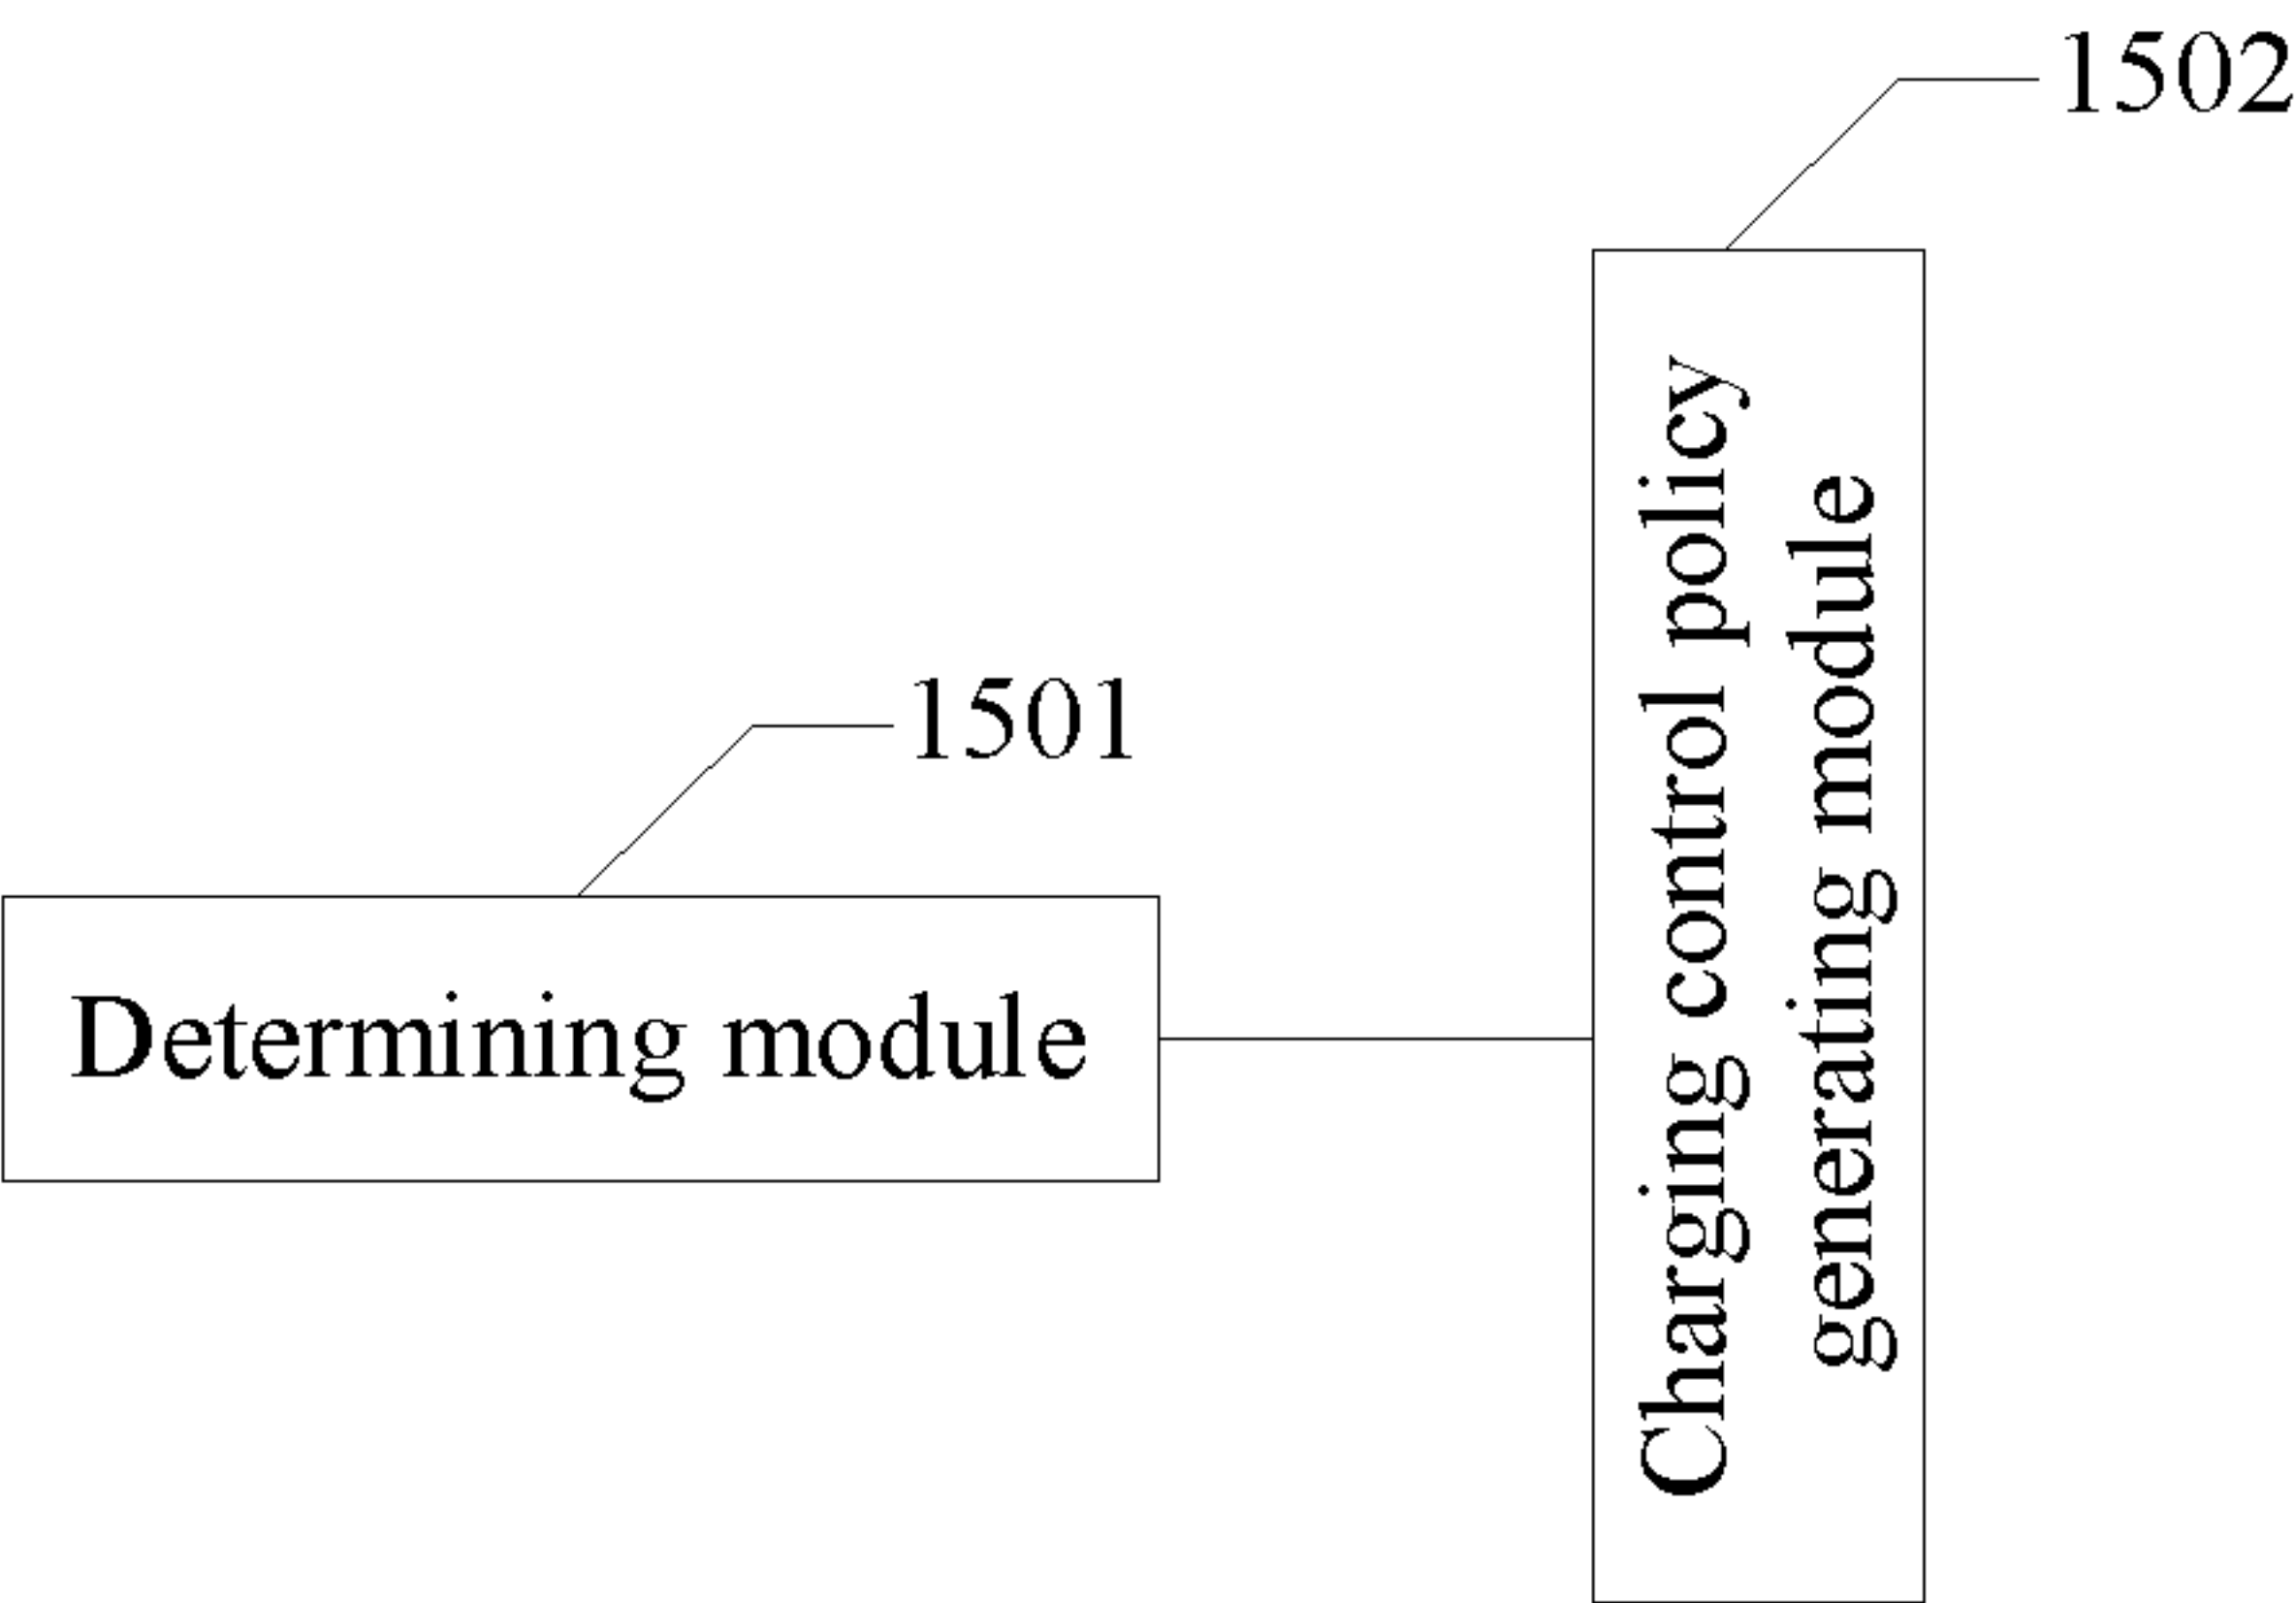 1502
1501
Determining module
Charging control policy
generating module